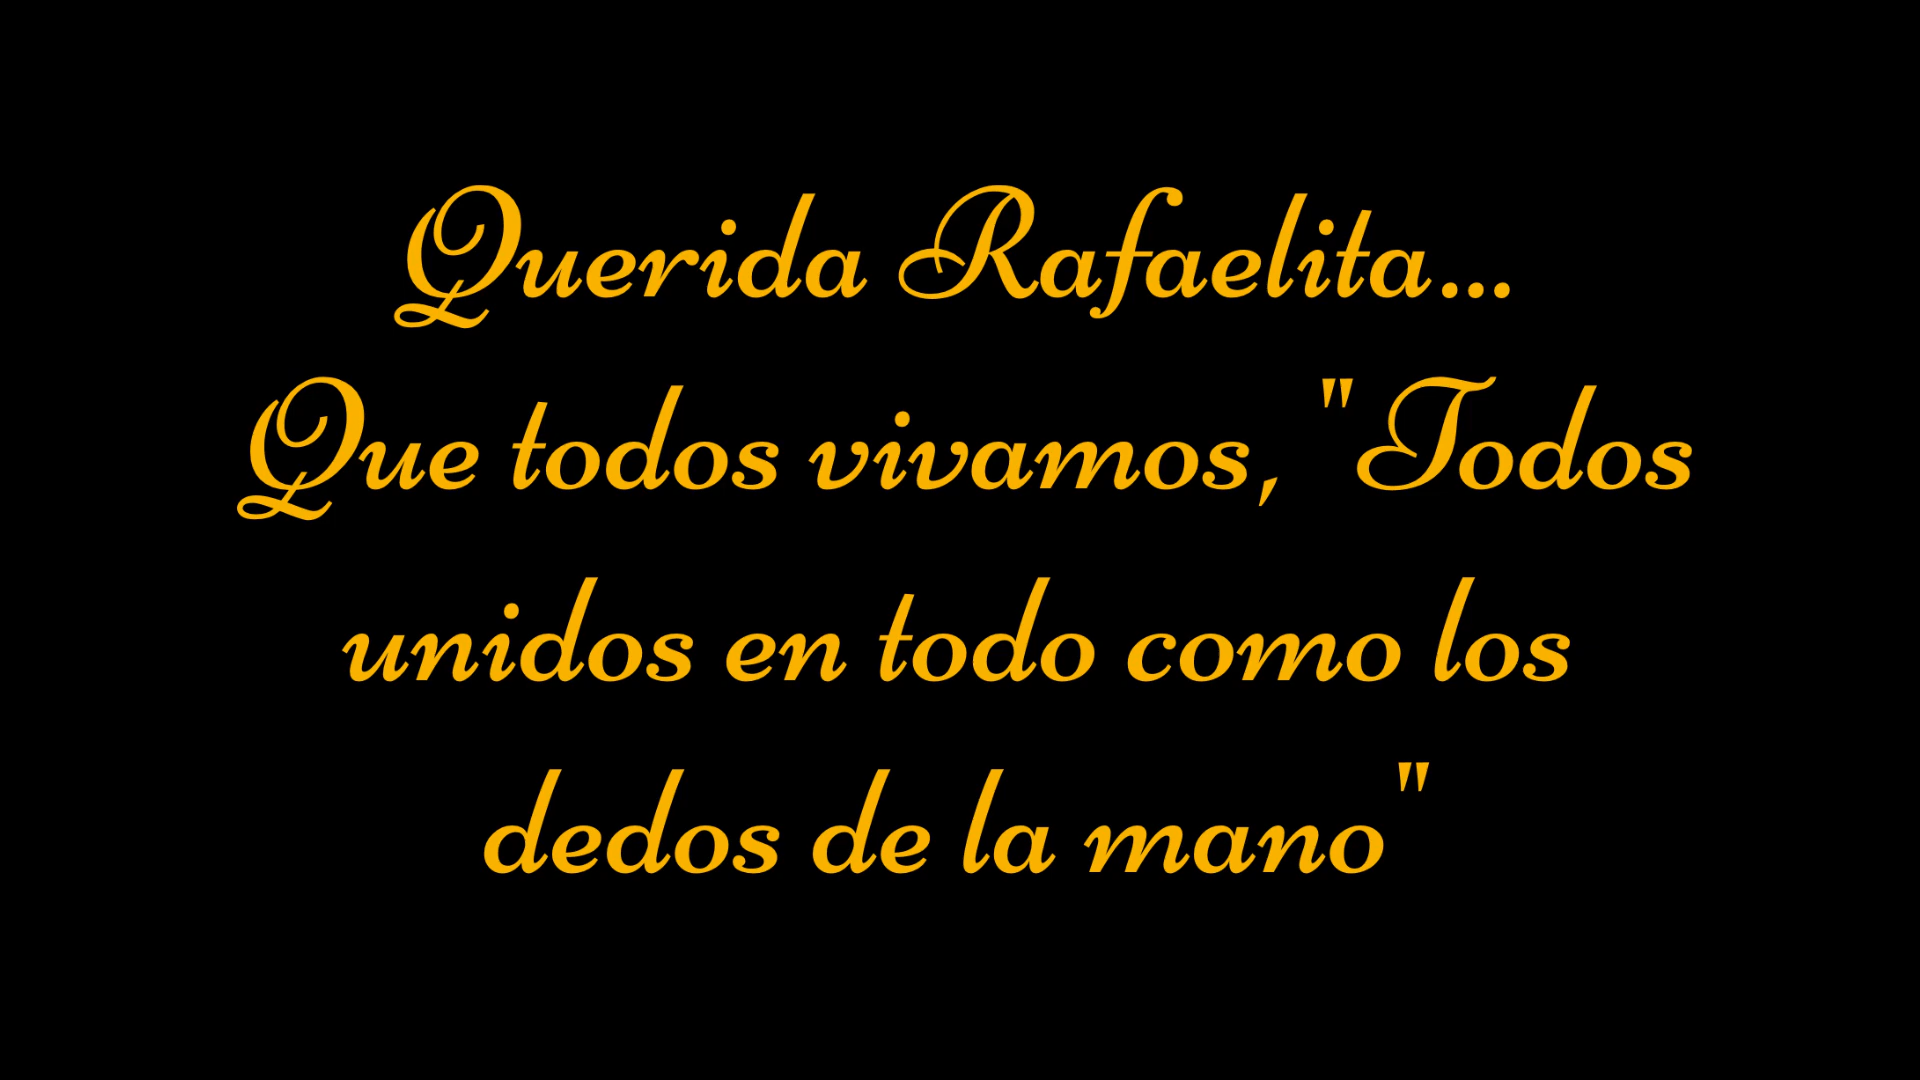 Querida Rafaelita...
Que todos vivamos, "Todos
unidos en todo como los
dedos de la mano"